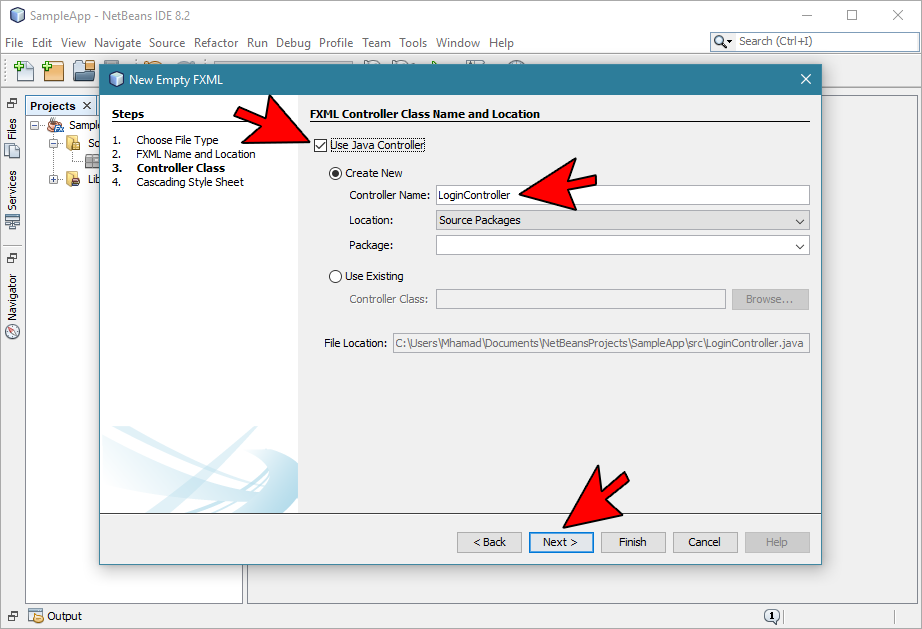 SampleApp - NetBeans IDE 8.2
File Edit View Navigate Source Refactor Run Debug Profile Team Tools Window Help
Search (Ctrl+I)
New Empty FXML
Projects
Files
Services
Navigator
Sampl
So
Lib
Steps
1. Choose File Type
2. FXML Name and Location
3. Controller Class
4. Cascading Style Sheet
FXML Controller Class Name and Location
Use Java Controller
Create New
Controller Name: LoginController
Location: Source Packages
Package:
Use Existing
Controller Class: Browse...
File Location: C:\Users\Mhamad\Documents\NetBeansProjects\SampleApp\src\LoginController.java
< Back Next > Finish Cancel Help
Output
1